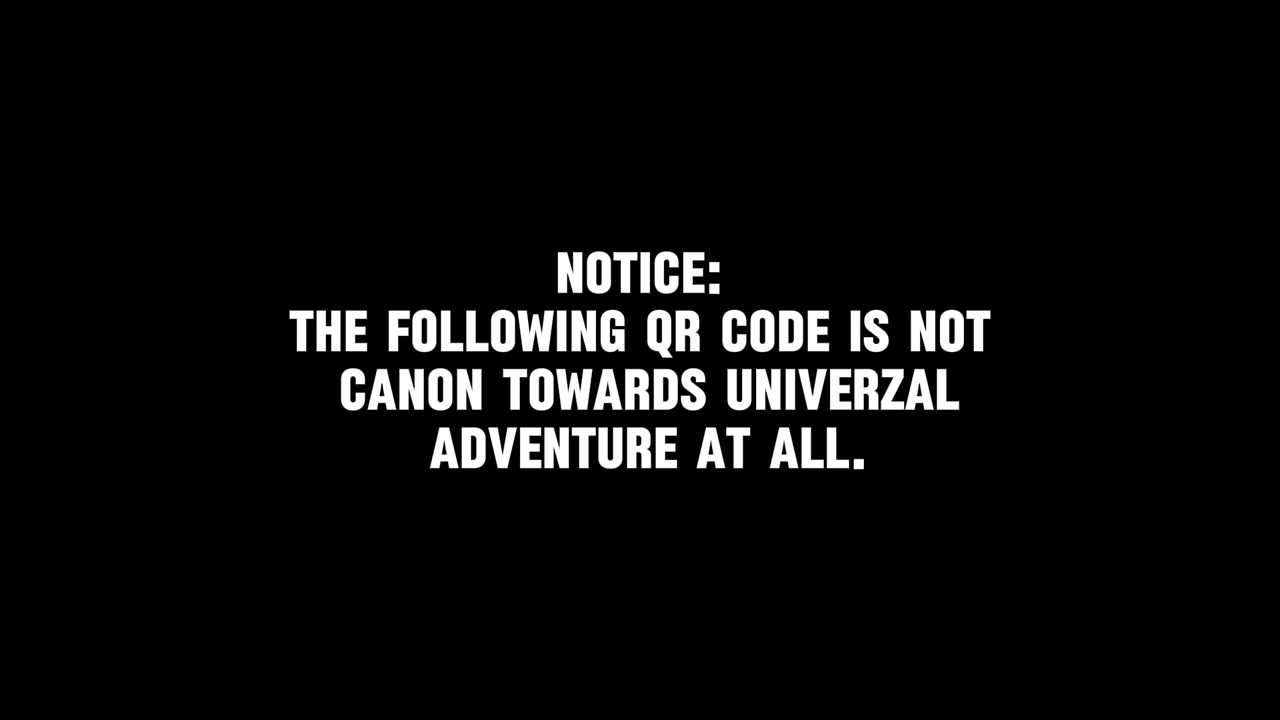 NOTICE:
THE FOLLOWING QR CODE IS NOT
CANON TOWARDS UNIVERZAL
ADVENTURE AT ALL.